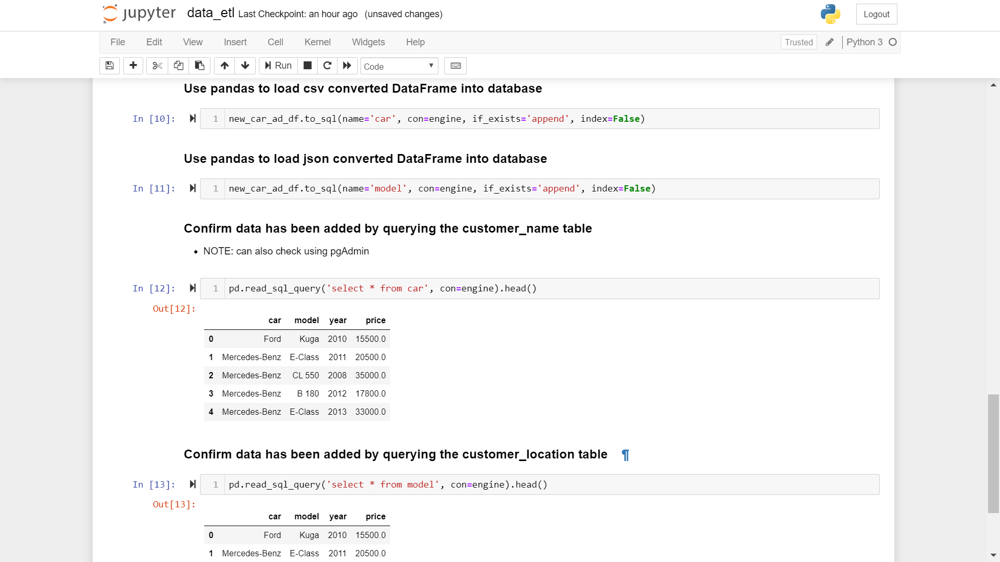 jupyter data_etl Last Checkpoint: an hour ago (unsaved changes) Logout
File Edit View Insert Cell Kernel Widgets Help Trusted Python 3
Run Code
Use pandas to load csv converted DataFrame into database
In [10]: 1 new_car_ad_df.to_sql(name='car', con=engine, if_exists='append', index=False)
Use pandas to load json converted DataFrame into database
In [11]: 1 new_car_ad_df.to_sql(name='model', con=engine, if_exists='append', index=False)
Confirm data has been added by querying the customer_name table
• NOTE: can also check using pgAdmin
In [12]: 1 pd.read_sql_query('select * from car', con=engine).head()
Out[12]:
car model year price
0 Ford Kuga 2010 15500.0
1 Mercedes-Benz E-Class 2011 20500.0
2 Mercedes-Benz CL 550 2008 35000.0
3 Mercedes-Benz B 180 2012 17800.0
4 Mercedes-Benz E-Class 2013 33000.0
Confirm data has been added by querying the customer_location table ¶
In [13]: 1 pd.read_sql_query('select * from model', con=engine).head()
Out[13]:
car model year price
0 Ford Kuga 2010 15500.0
1 Mercedes-Benz E-Class 2011 20500.0